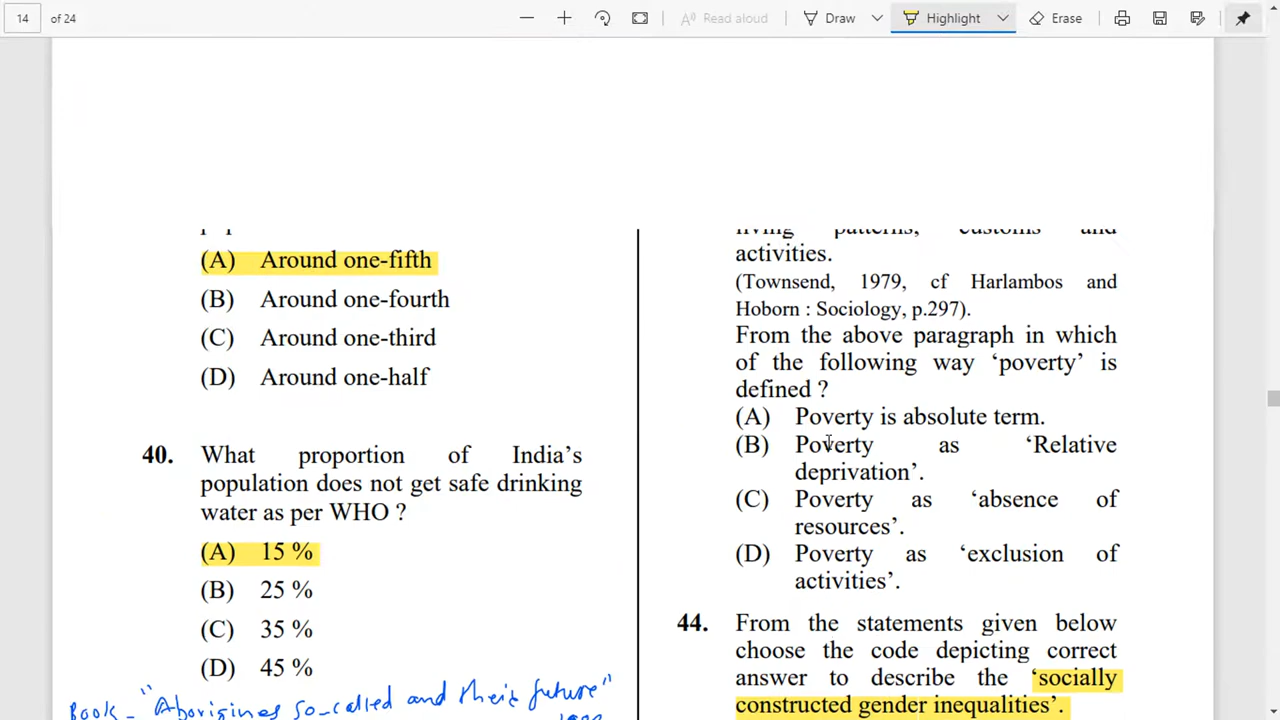 14 of 24
Read aloud
Draw
Highlight
Erase
(A) Around one-fifth
(B) Around one-fourth
(C) Around one-third
(D) Around one-half
40. What proportion of India's
population does not get safe drinking
water as per WHO ?
(A) 15 %
(B) 25 %
(C) 35 %
(D) 45 %
Book - "Aborigines so-called and their future"
living patterns, customs and
activities.
(Townsend, 1979, cf Harlambos and
Hoborn : Sociology, p.297).
From the above paragraph in which
of the following way ‘poverty’ is
defined ?
(A) Poverty is absolute term.
(B) Poverty as ‘Relative
deprivation’.
(C) Poverty as ‘absence of
resources’.
(D) Poverty as ‘exclusion of
activities’.
44. From the statements given below
choose the code depicting correct
answer to describe the ‘socially
constructed gender inequalities’.